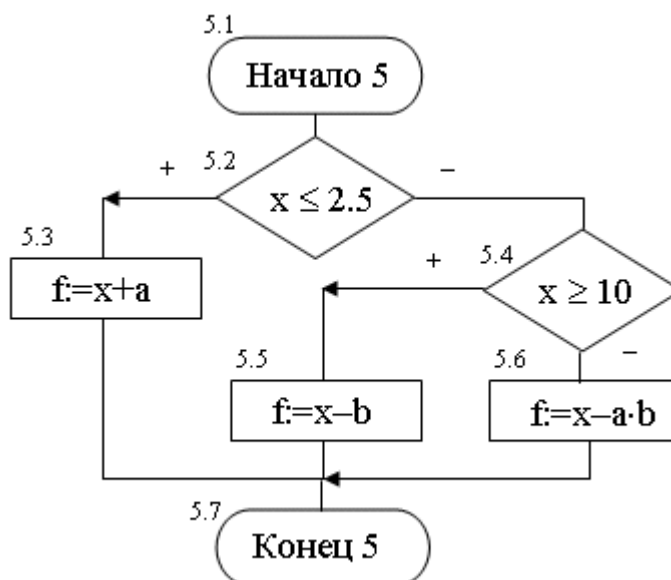 5.1
Начало 5
5.2
+
–
x ≤ 2.5
5.3
f:=x+a
5.4
+
x ≥ 10
–
5.5
f:=x–b
5.6
f:=x–a·b
5.7
Конец 5